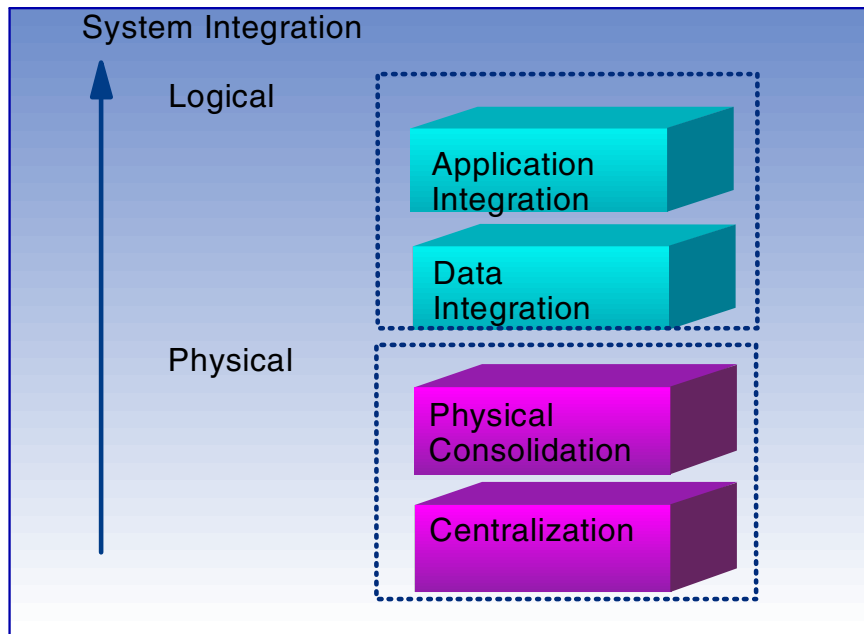 System Integration
Logical
Application
Integration
Data
Integration
Physical
Physical
Consolidation
Centralization